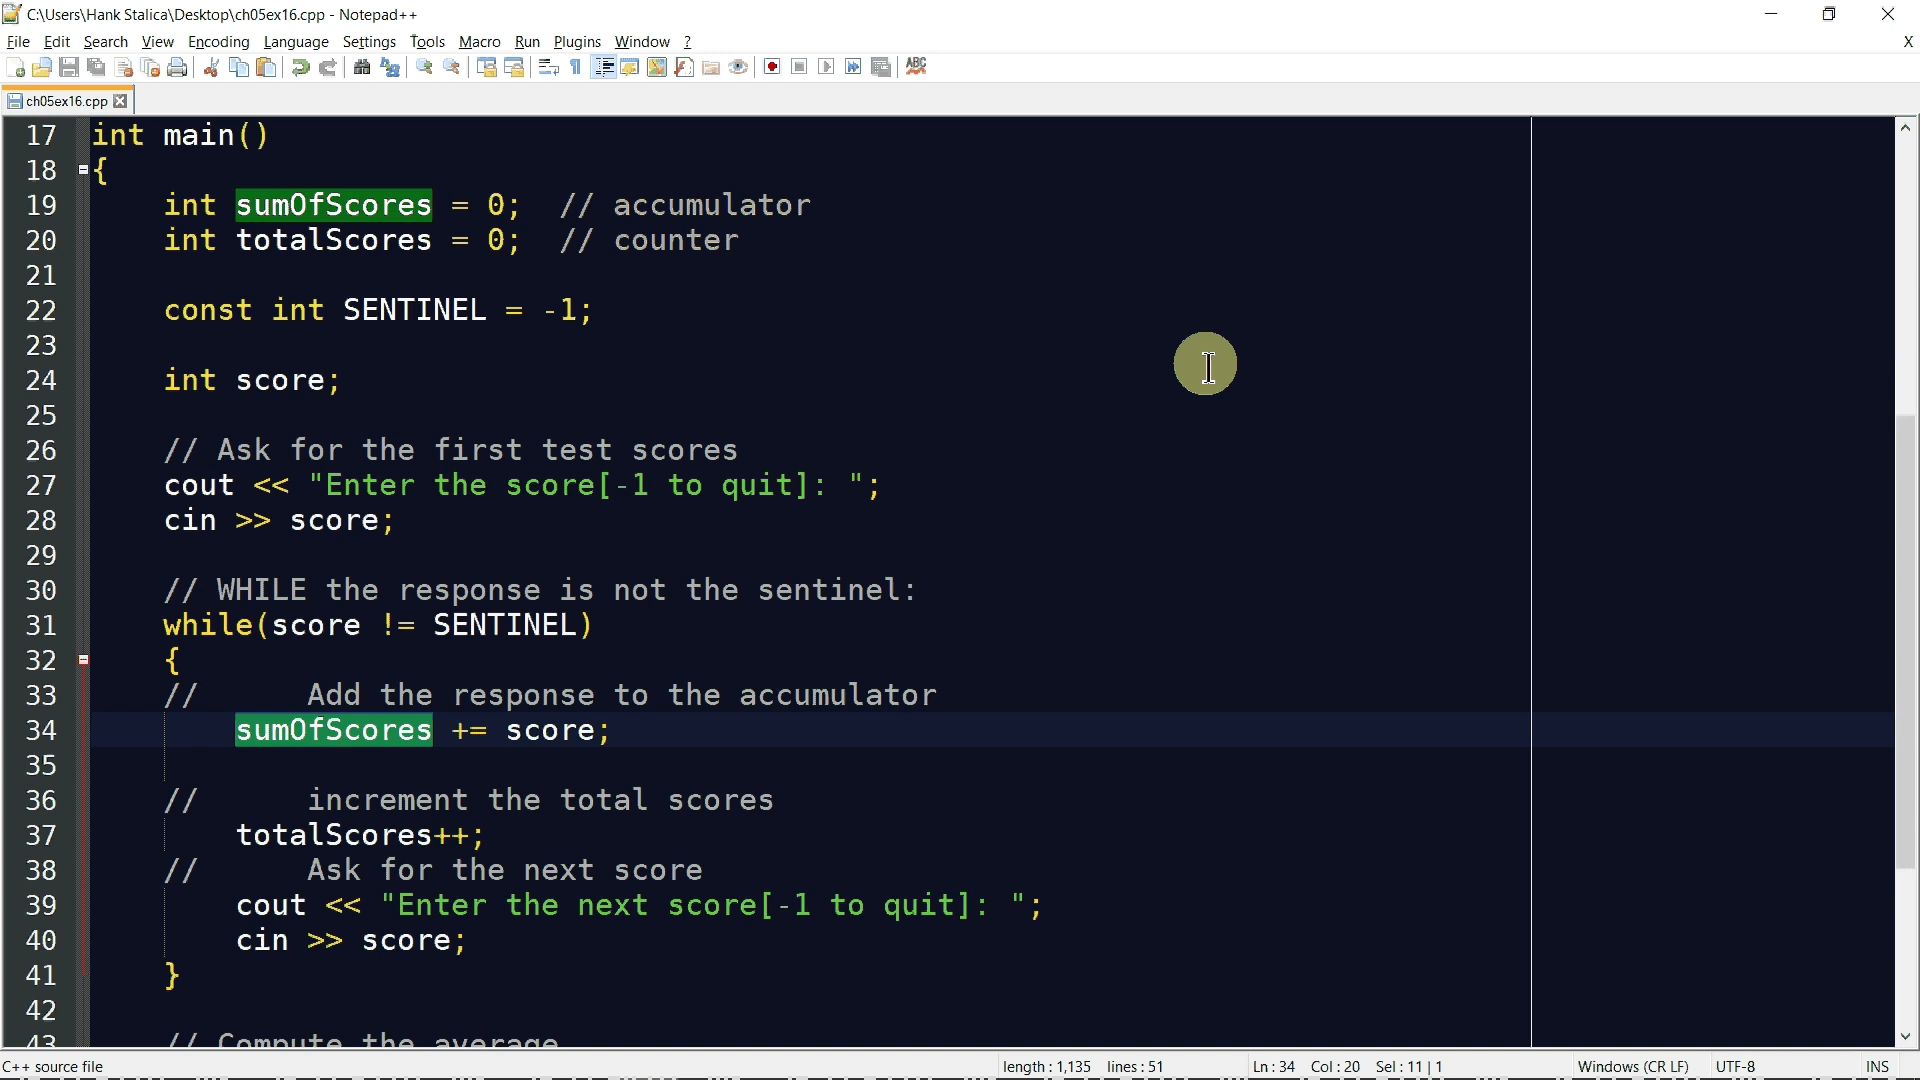 C:\Users\Hank Stalica\Desktop\ch05ex16.cpp - Notepad++
File Edit Search View Encoding Language Settings Tools Macro Run Plugins Window ? X
ABC
ch05ex16.cpp
17 int main()
18 {
19 int sumOfScores = 0; // accumulator
20 int totalScores = 0; // counter
21
22 const int SENTINEL = -1;
23
24 int score;
25
26 // Ask for the first test scores
27 cout << "Enter the score[-1 to quit]: ";
28 cin >> score;
29
30 // WHILE the response is not the sentinel:
31 while(score != SENTINEL)
32 {
33 // Add the response to the accumulator
34 sumOfScores += score;
35
36 // increment the total scores
37 totalScores++;
38 // Ask for the next score
39 cout << "Enter the next score[-1 to quit]: ";
40 cin >> score;
41 }
42
43 // Compute the average
C++ source file length : 1,135 lines : 51 Ln : 34 Col : 20 Sel : 11 | 1 Windows (CR LF) UTF-8 INS